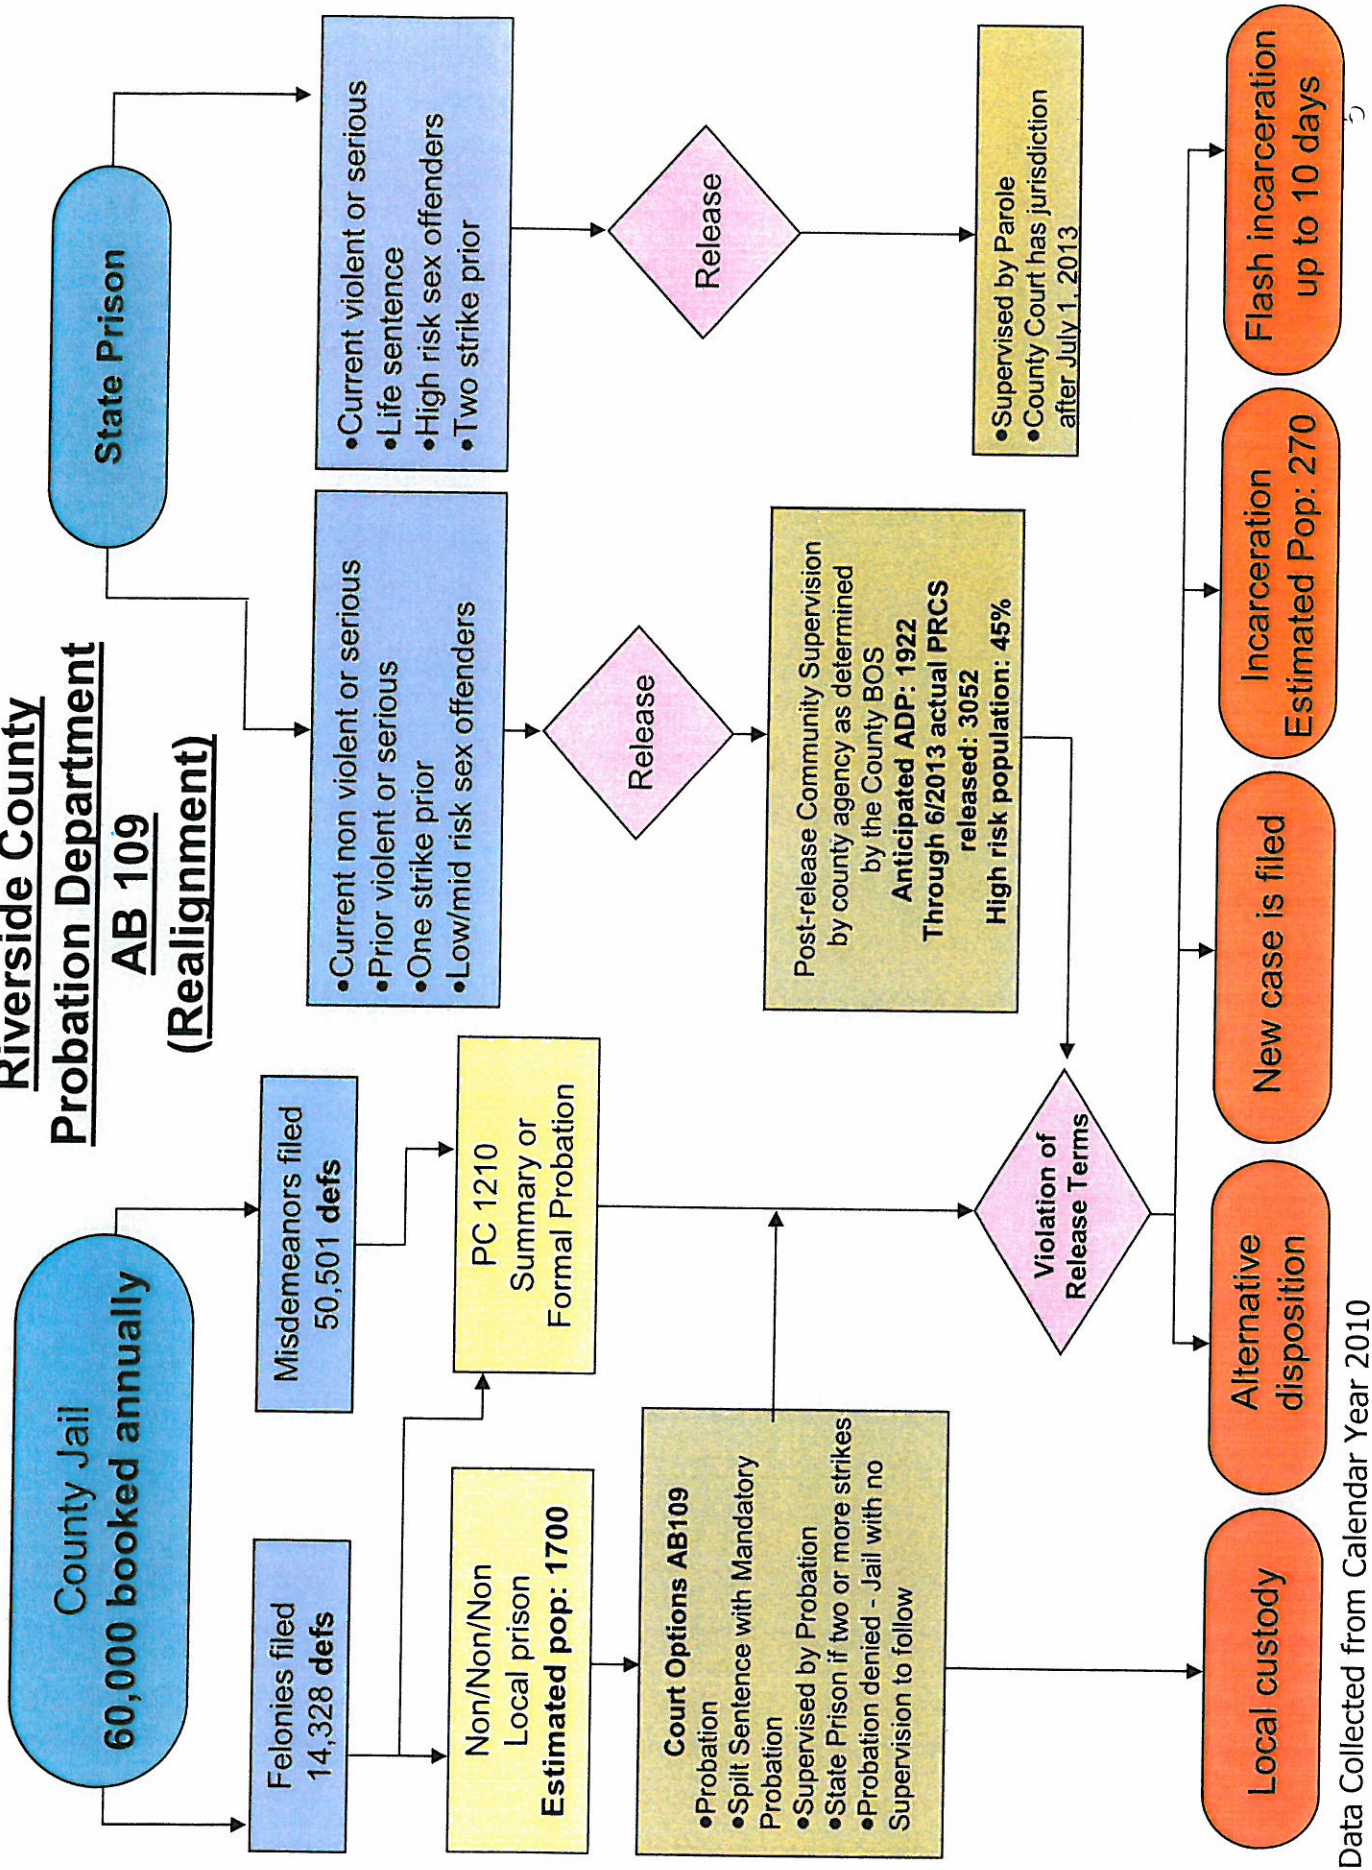 Riverside County
Probation Department
AB 109
(Realignment)
County Jail
60,000 booked annually
State Prison
Felonies filed
14,328 defs
Misdemeanors filed
50,501 defs
•Current non violent or serious
•Prior violent or serious
•One strike prior
•Low/mid risk sex offenders
•Current violent or serious
•Life sentence
•High risk sex offenders
•Two strike prior
Non/Non/Non
Local prison
Estimated pop: 1700
PC 1210
Summary or
Formal Probation
Release
Release
Court Options AB109
•Probation
•Spilt Sentence with Mandatory
Probation
•Supervised by Probation
•State Prison if two or more strikes
•Probation denied - Jail with no
Supervision to follow
Post-release Community Supervision
by county agency as determined
by the County BOS
Anticipated ADP: 1922
Through 6/2013 actual PRCS
released: 3052
High risk population: 45%
•Supervised by Parole
•County Court has jurisdiction
after July 1, 2013
Violation of
Release Terms
Local custody
Alternative
disposition
New case is filed
Incarceration
Estimated Pop: 270
Flash incarceration
up to 10 days
Data Collected from Calendar Year 2010